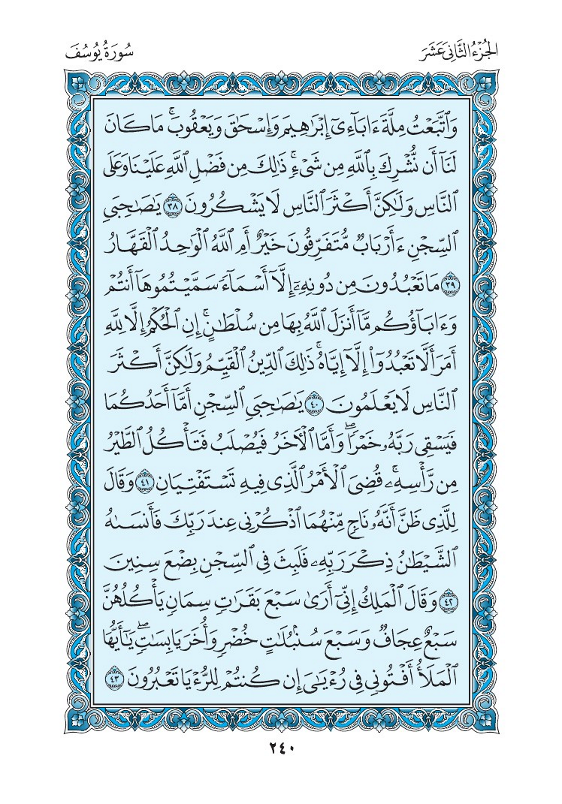 الجُزْءُ الثَّانِيَ عَشَرَ
سُورَةُ يُوسُفَ
وَٱتَّبَعۡتُ مِلَّةَ ءَابَآءِيٓ إِبۡرَٰهِيمَ وَإِسۡحَٰقَ وَيَعۡقُوبَۚ مَا كَانَ
لَنَآ أَن نُّشۡرِكَ بِٱللَّهِ مِن شَيۡءٖۚ ذَٰلِكَ مِن فَضۡلِ ٱللَّهِ عَلَيۡنَا وَعَلَى
ٱلنَّاسِ وَلَٰكِنَّ أَكۡثَرَ ٱلنَّاسِ لَا يَشۡكُرُونَ ٣٨ يَٰصَٰحِبَيِ
ٱلسِّجۡنِ ءَأَرۡبَابٞ مُّتَفَرِّقُونَ خَيۡرٌ أَمِ ٱللَّهُ ٱلۡوَٰحِدُ ٱلۡقَهَّارُ
٣٩ مَا تَعۡبُدُونَ مِن دُونِهِۦٓ إِلَّآ أَسۡمَآءٗ سَمَّيۡتُمُوهَآ أَنتُمۡ
وَءَابَآؤُكُم مَّآ أَنزَلَ ٱللَّهُ بِهَا مِن سُلۡطَٰنٍۚ إِنِ ٱلۡحُكۡمُ إِلَّا لِلَّهِ
أَمَرَ أَلَّا تَعۡبُدُوٓاْ إِلَّآ إِيَّاهُۚ ذَٰلِكَ ٱلدِّينُ ٱلۡقَيِّمُ وَلَٰكِنَّ أَكۡثَرَ
ٱلنَّاسِ لَا يَعۡلَمُونَ ٤٠ يَٰصَٰحِبَيِ ٱلسِّجۡنِ أَمَّآ أَحَدُكُمَا
فَيَسۡقِي رَبَّهُۥ خَمۡرٗاۖ وَأَمَّا ٱلۡأٓخَرُ فَيُصۡلَبُ فَتَأۡكُلُ ٱلطَّيۡرُ
مِن رَّأۡسِهِۦۚ قُضِيَ ٱلۡأَمۡرُ ٱلَّذِي فِيهِ تَسۡتَفۡتِيَانِ ٤١ وَقَالَ
لِلَّذِي ظَنَّ أَنَّهُۥ نَاجٖ مِّنۡهُمَا ٱذۡكُرۡنِي عِندَ رَبِّكَ فَأَنسَىٰهُ
ٱلشَّيۡطَٰنُ ذِكۡرَ رَبِّهِۦ فَلَبِثَ فِي ٱلسِّجۡنِ بِضۡعَ سِنِينَ
٤٢ وَقَالَ ٱلۡمَلِكُ إِنِّيٓ أَرَىٰ سَبۡعَ بَقَرَٰتٖ سِمَانٖ يَأۡكُلُهُنَّ
سَبۡعٌ عِجَافٞ وَسَبۡعَ سُنۢبُلَٰتٍ خُضۡرٖ وَأُخَرَ يَابِسَٰتٖۖ يَٰٓأَيُّهَا
ٱلۡمَلَأُ أَفۡتُونِي فِي رُءۡيَٰيَ إِن كُنتُمۡ لِلرُّءۡيَا تَعۡبُرُونَ ٤٣
٢٤٠